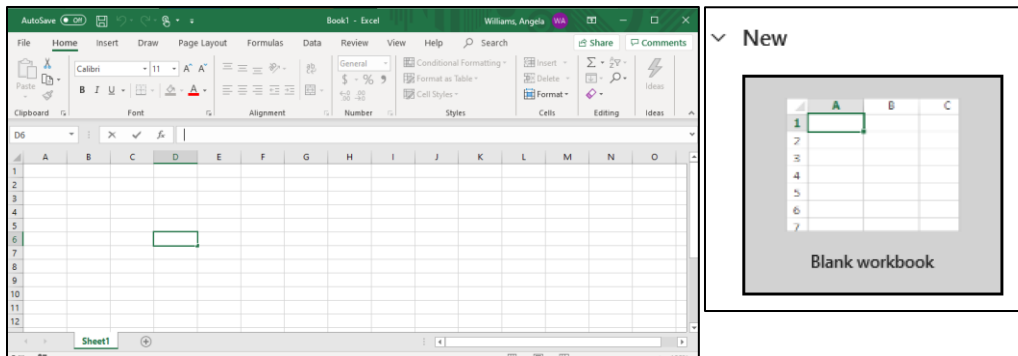 AutoSave Off Book1 - Excel Williams, Angela WA
File Home Insert Draw Page Layout Formulas Data Review View Help Search Share Comments
Paste
Calibri 11 A^ A˅
B I U A
General
$ - % 9
Conditional Formatting
Format as Table
Cell Styles
Insert
Delete
Format
Ideas
Clipboard Font Alignment Number Styles Cells Editing Ideas
D6 fx
A B C D E F G H I J K L M N O
1
2
3
4
5
6
7
8
9
10
11
12
Sheet1
New
A B C
1
2
3
4
5
6
7
Blank workbook